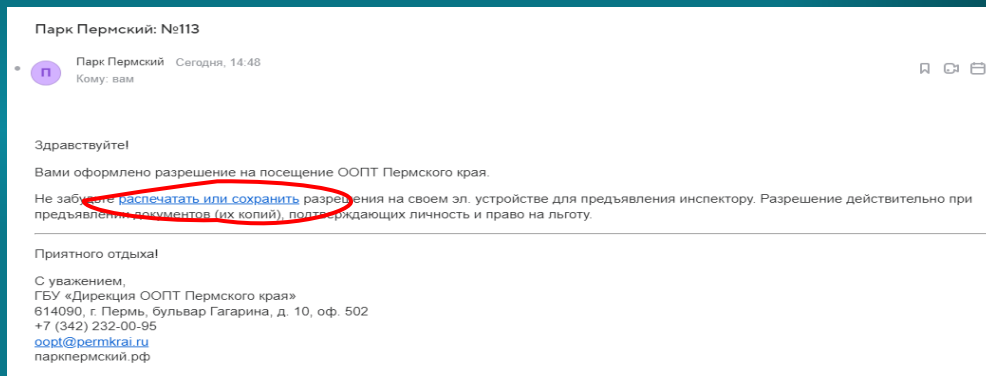 Парк Пермский: №113
Парк Пермский Сегодня, 14:48
П
Кому: вам
Здравствуйте!
Вами оформлено разрешение на посещение ООПТ Пермского края.
Не забудьте распечатать или сохранить разрешения на своем эл. устройстве для предъявления инспектору. Разрешение действительно при
предъявлении документов (их копий), подтверждающих личность и право на льготу.
Приятного отдыха!
С уважением,
ГБУ «Дирекция ООПТ Пермского края»
614090, г. Пермь, бульвар Гагарина, д. 10, оф. 502
+7 (342) 232-00-95
oopt@permkrai.ru
паркпермский.рф